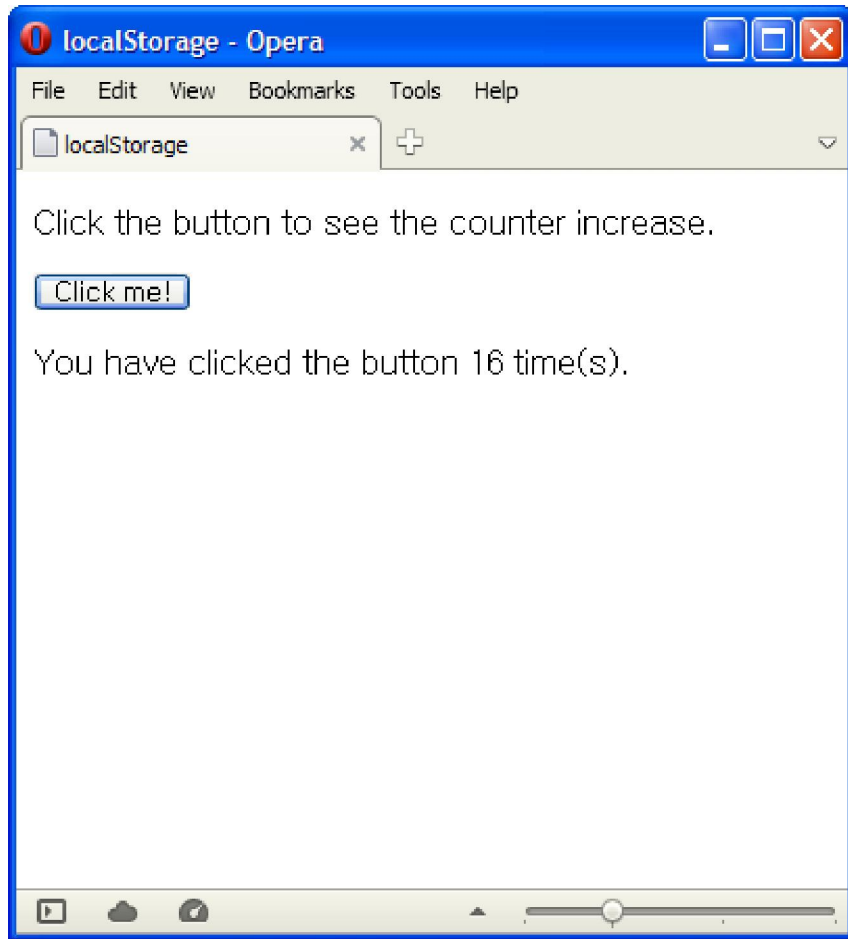 localStorage - Opera
File Edit View Bookmarks Tools Help
localStorage
Click the button to see the counter increase.
Click me!
You have clicked the button 16 time(s).